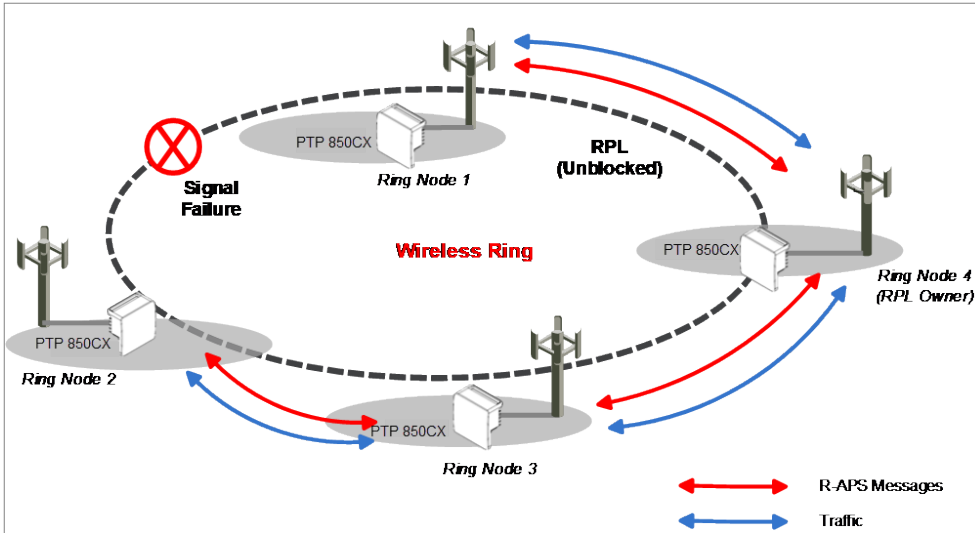 PTP 850CX
Ring Node 1
RPL
(Unblocked)
Signal
Failure
Wireless Ring
PTP 850CX
Ring Node 4
(RPL Owner)
PTP 850CX
Ring Node 2
PTP 850CX
Ring Node 3
R-APS Messages
Traffic